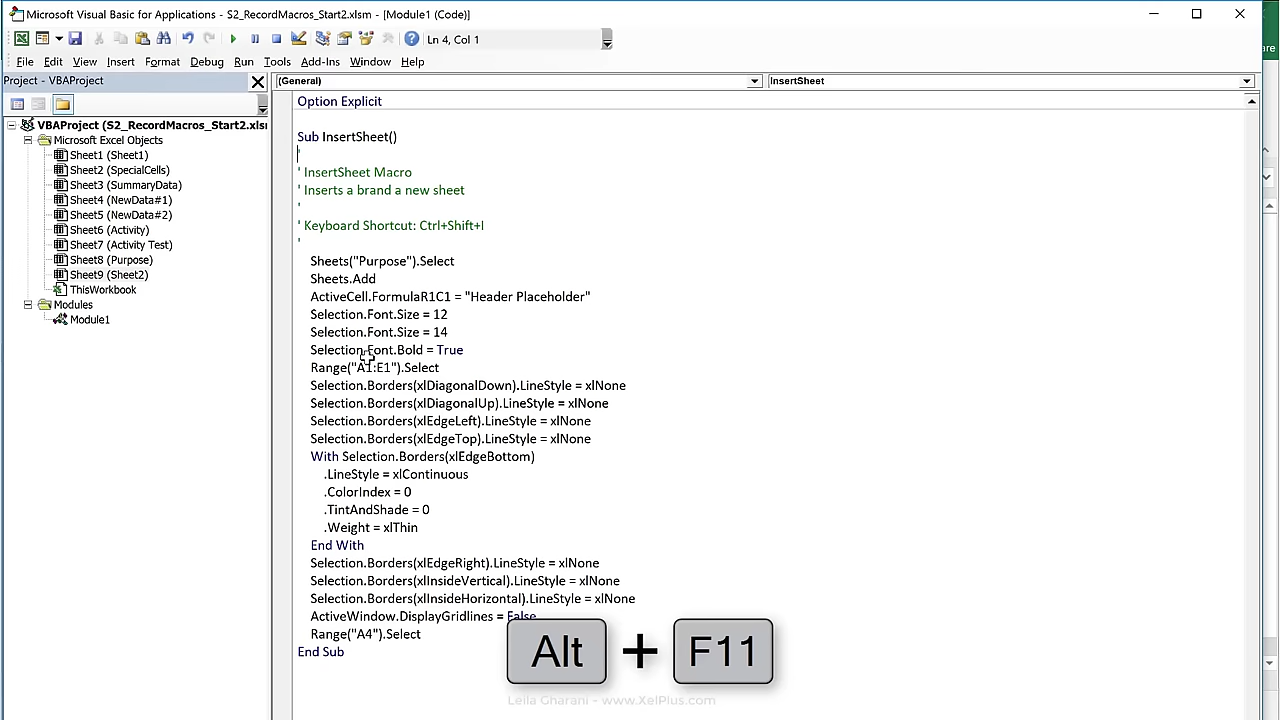 Microsoft Visual Basic for Applications - S2_RecordMacros_Start2.xlsm - [Module1 (Code)]
Ln 4, Col 1
File Edit View Insert Format Debug Run Tools Add-Ins Window Help
are
Project - VBAProject
(General)
InsertSheet
VBAProject (S2_RecordMacros_Start2.xlsm
Microsoft Excel Objects
Sheet1 (Sheet1)
Sheet2 (SpecialCells)
Sheet3 (SummaryData)
Sheet4 (NewData#1)
Sheet5 (NewData#2)
Sheet6 (Activity)
Sheet7 (Activity Test)
Sheet8 (Purpose)
Sheet9 (Sheet2)
ThisWorkbook
Modules
Module1
Option Explicit
Sub InsertSheet()
'
' InsertSheet Macro
' Inserts a brand a new sheet
'
' Keyboard Shortcut: Ctrl+Shift+I
'
Sheets("Purpose").Select
Sheets.Add
ActiveCell.FormulaR1C1 = "Header Placeholder"
Selection.Font.Size = 12
Selection.Font.Size = 14
Selection.Font.Bold = True
Range("A1:E1").Select
Selection.Borders(xlDiagonalDown).LineStyle = xlNone
Selection.Borders(xlDiagonalUp).LineStyle = xlNone
Selection.Borders(xlEdgeLeft).LineStyle = xlNone
Selection.Borders(xlEdgeTop).LineStyle = xlNone
With Selection.Borders(xlEdgeBottom)
.LineStyle = xlContinuous
.ColorIndex = 0
.TintAndShade = 0
.Weight = xlThin
End With
Selection.Borders(xlEdgeRight).LineStyle = xlNone
Selection.Borders(xlInsideVertical).LineStyle = xlNone
Selection.Borders(xlInsideHorizontal).LineStyle = xlNone
ActiveWindow.DisplayGridlines = False
Range("A4").Select
End Sub
Alt + F11
Leila Gharani - www.XelPlus.com